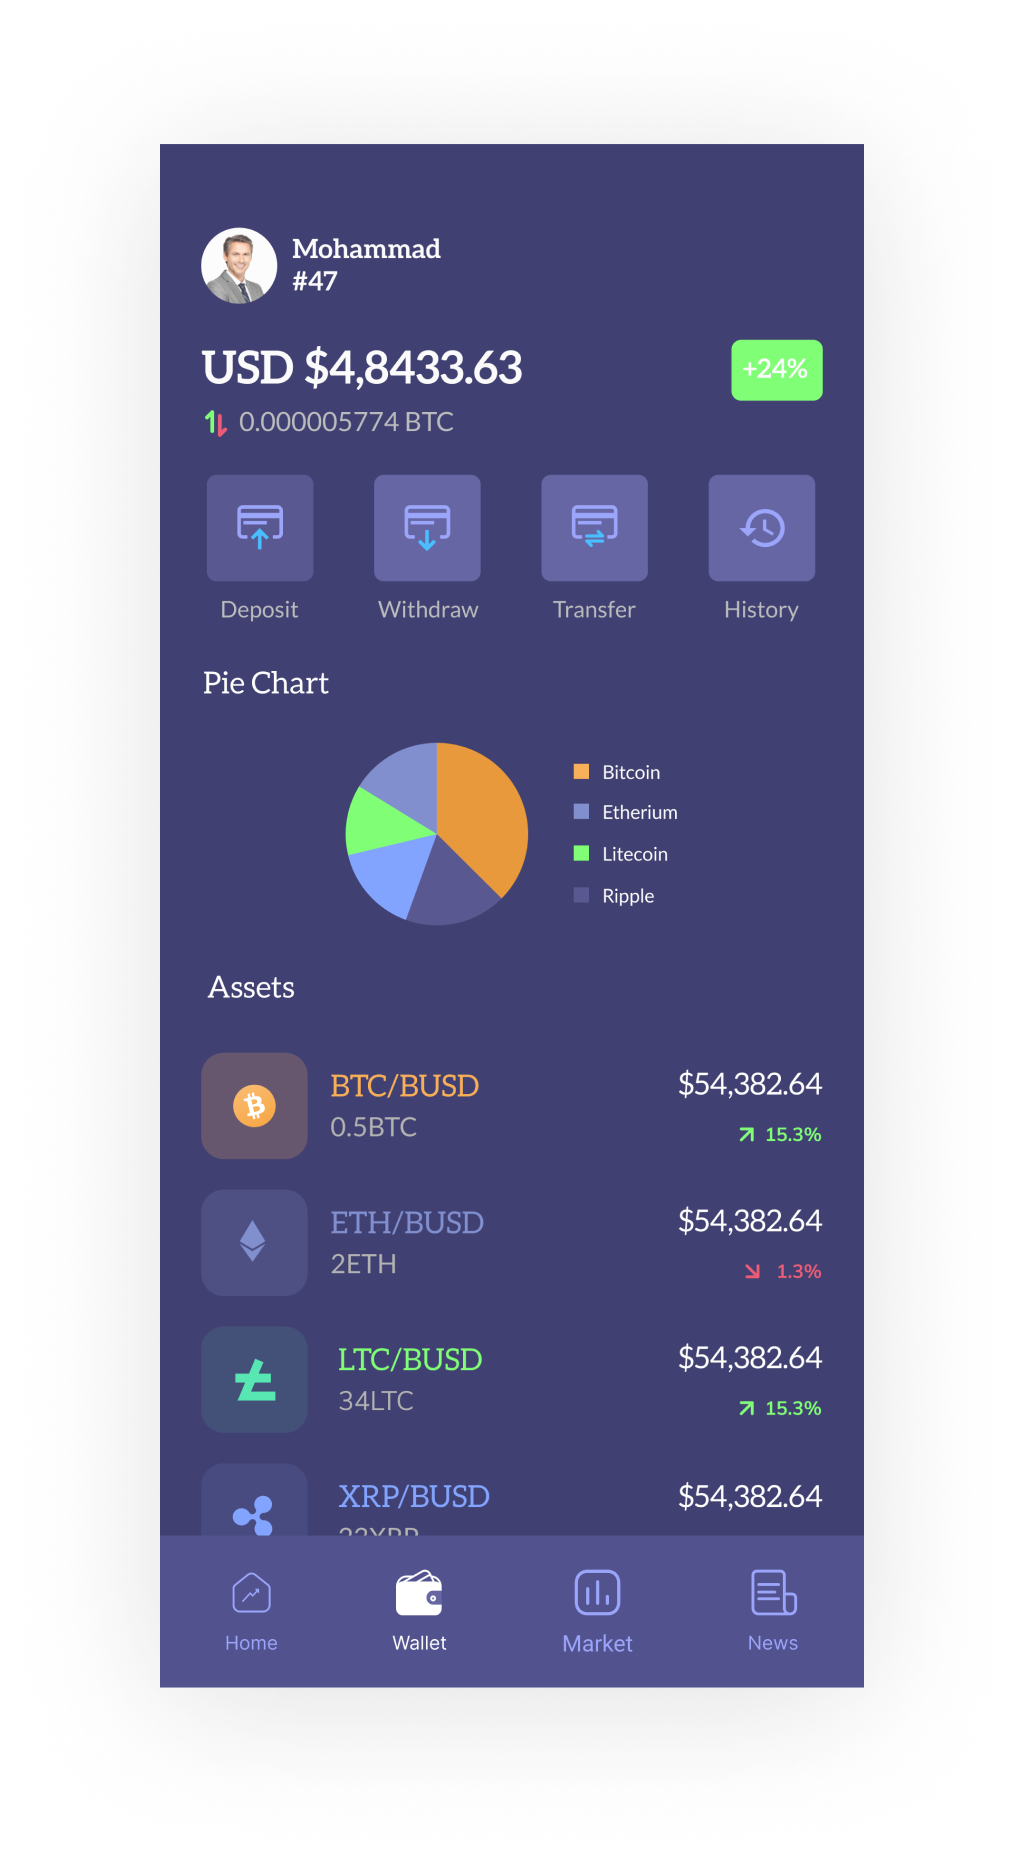 Mohammad
#47
USD $4,8433.63
+24%
0.000005774 BTC
Deposit
Withdraw
Transfer
History
Pie Chart
Bitcoin
Etherium
Litecoin
Ripple
Assets
BTC/BUSD
$54,382.64
0.5BTC
15.3%
ETH/BUSD
$54,382.64
2ETH
1.3%
LTC/BUSD
$54,382.64
34LTC
15.3%
XRP/BUSD
$54,382.64
Home
Wallet
Market
News